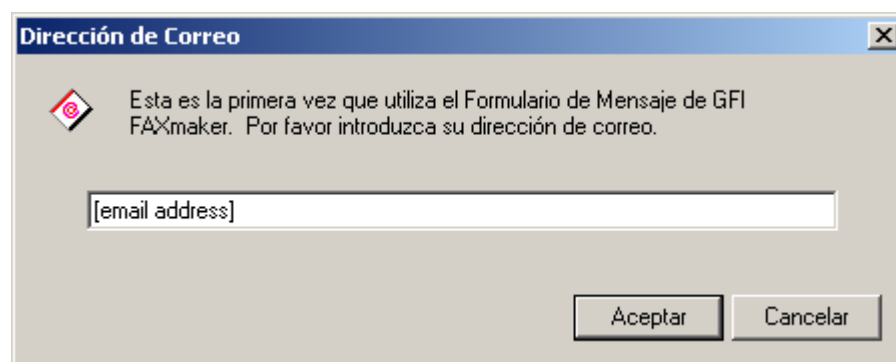 Dirección de Correo
Esta es la primera vez que utiliza el Formulario de Mensaje de GFI
FAXmaker. Por favor introduzca su dirección de correo.
[email address]
Aceptar
Cancelar